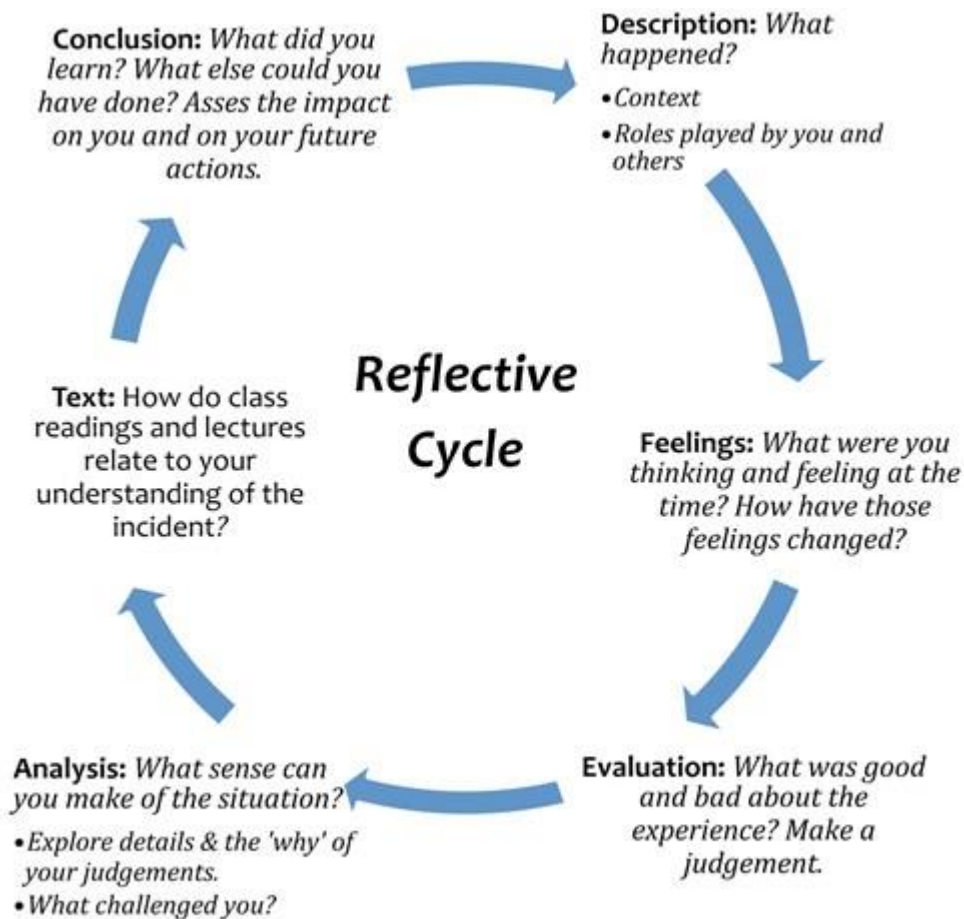 Reflective
Cycle
Description: What
happened?
•Context
•Roles played by you and
others
Feelings: What were you
thinking and feeling at the
time? How have those
feelings changed?
Evaluation: What was good
and bad about the
experience? Make a
judgement.
Analysis: What sense can
you make of the situation?
•Explore details & the 'why' of
your judgements.
•What challenged you?
Text: How do class
readings and lectures
relate to your
understanding of the
incident?
Conclusion: What did you
learn? What else could you
have done? Asses the impact
on you and on your future
actions.